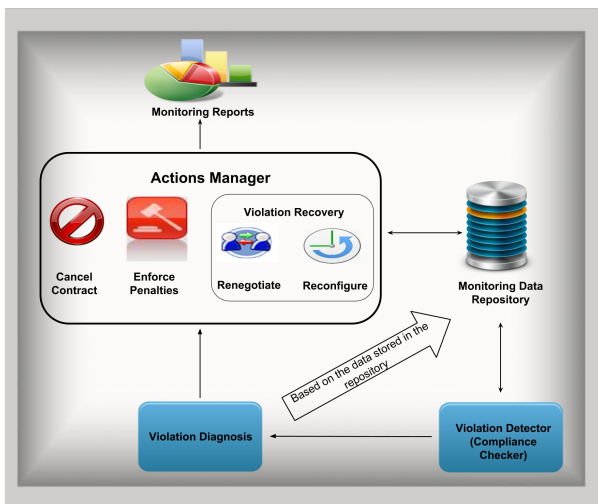 Monitoring Reports
Actions Manager
Violation Recovery
Cancel
Contract
Enforce
Penalties
Renegotiate
Reconfigure
Monitoring Data
Repository
Based on the data stored in the
repository
Violation Diagnosis
Violation Detector
(Compliance
Checker)